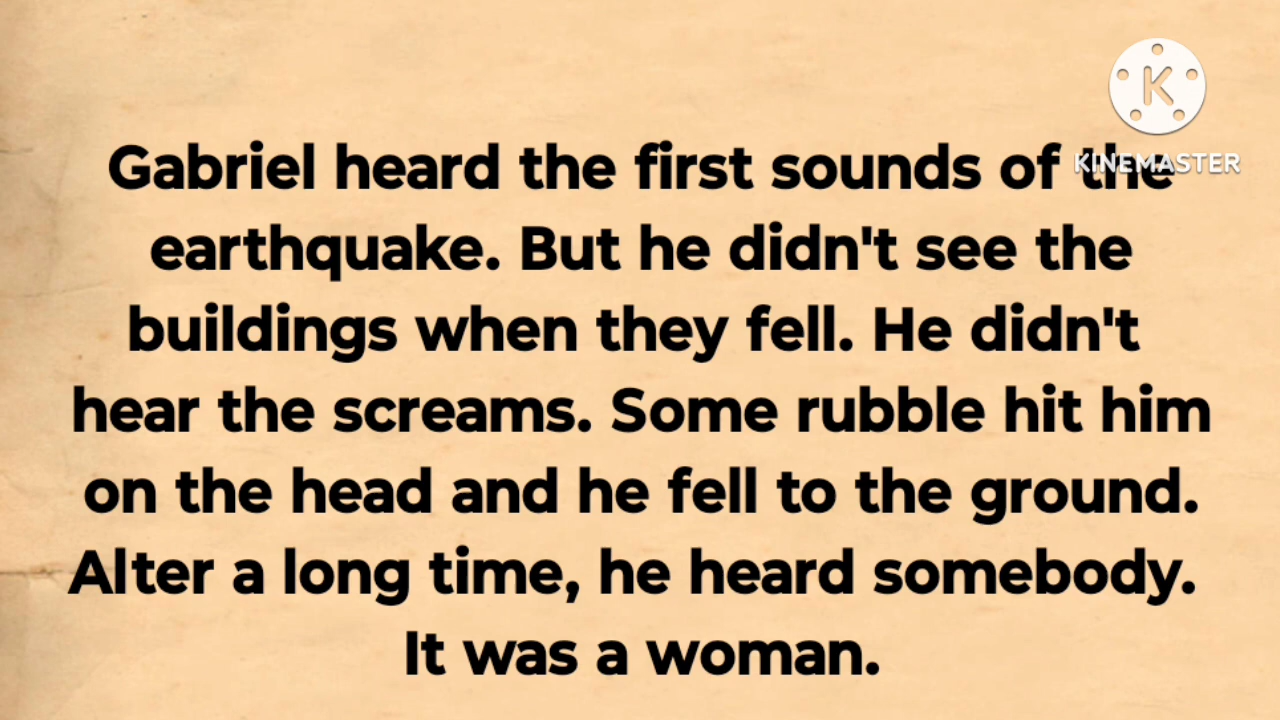 K
KINEMASTER
Gabriel heard the first sounds of the
earthquake. But he didn't see the
buildings when they fell. He didn't
hear the screams. Some rubble hit him
on the head and he fell to the ground.
Alter a long time, he heard somebody.
It was a woman.